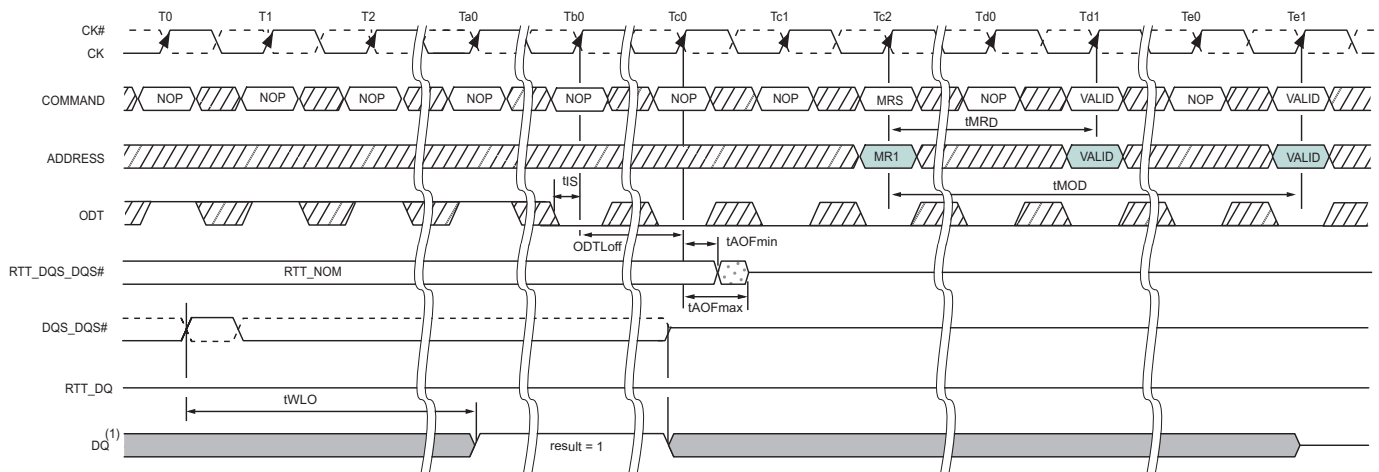 T0 T1 T2 Ta0 Tb0 Tc0 Tc1 Tc2 Td0 Td1 Te0 Te1
CK#
CK
COMMAND NOP NOP NOP NOP NOP NOP NOP MRS NOP VALID NOP VALID
tMRD
ADDRESS MR1 VALID VALID
tIS tMOD
ODT
ODTLoff tAOFmin
RTT_DQS_DQS# RTT_NOM
tAOFmax
DQS_DQS#
RTT_DQ
tWLO
DQ(1) result = 1